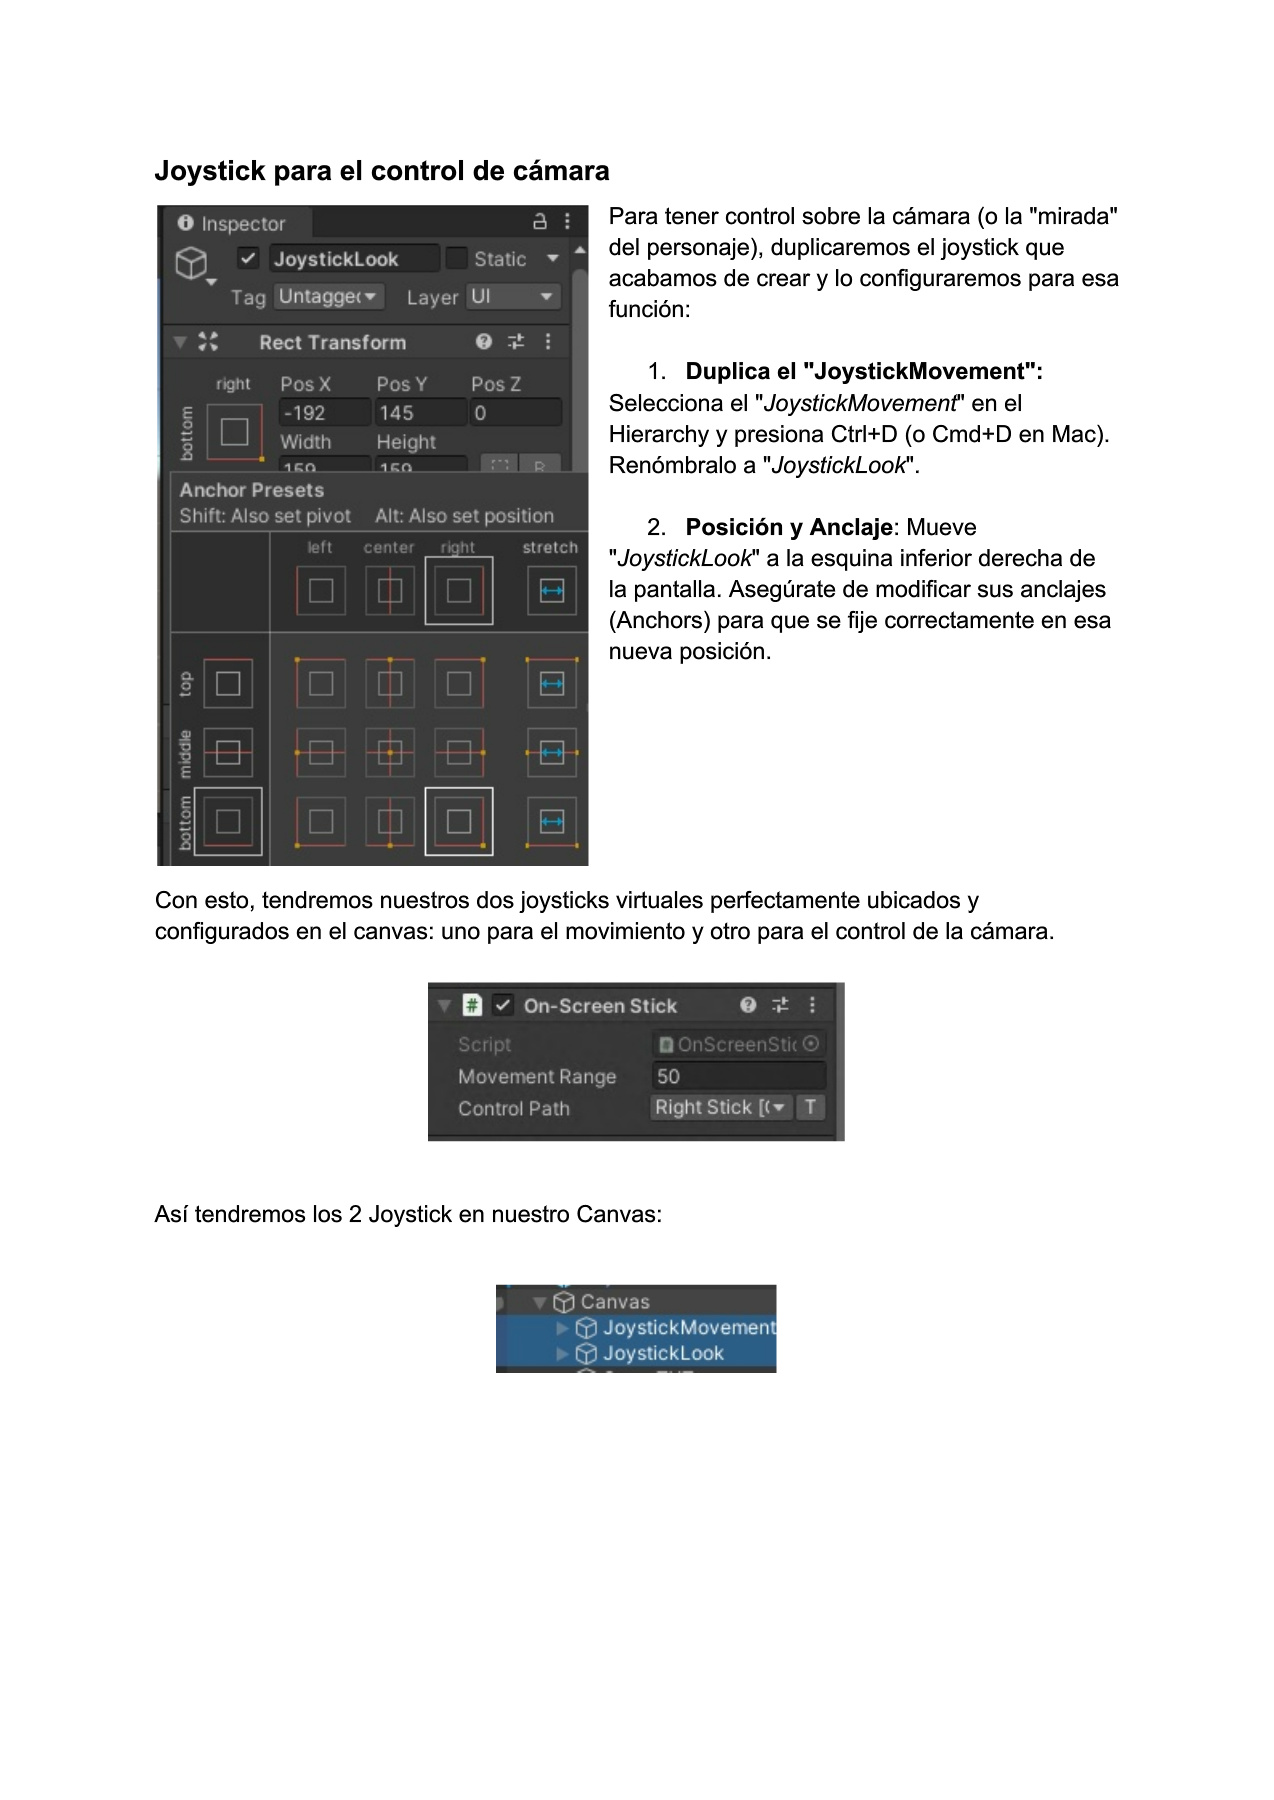 Joystick para el control de cámara
Inspector
JoystickLook
Static
Tag
Untagge
Layer UI
Rect Transform
right Pos X Pos Y Pos Z
bottom
-192 145 0
Width Height
159 159
R
Anchor Presets
Shift: Also set pivot Alt: Also set position
left center right stretch
top
middle
bottom
Para tener control sobre la cámara (o la "mirada"
del personaje), duplicaremos el joystick que
acabamos de crear y lo configuraremos para esa
función:
1. Duplica el "JoystickMovement":
Selecciona el "JoystickMovement" en el
Hierarchy y presiona Ctrl+D (o Cmd+D en Mac).
Renómbralo a "JoystickLook".
2. Posición y Anclaje: Mueve
"JoystickLook" a la esquina inferior derecha de
la pantalla. Asegúrate de modificar sus anclajes
(Anchors) para que se fije correctamente en esa
nueva posición.
Con esto, tendremos nuestros dos joysticks virtuales perfectamente ubicados y
configurados en el canvas: uno para el movimiento y otro para el control de la cámara.
# On-Screen Stick
Script OnScreenStic
Movement Range 50
Control Path Right Stick [ T
Así tendremos los 2 Joystick en nuestro Canvas:
Canvas
JoystickMovement
JoystickLook